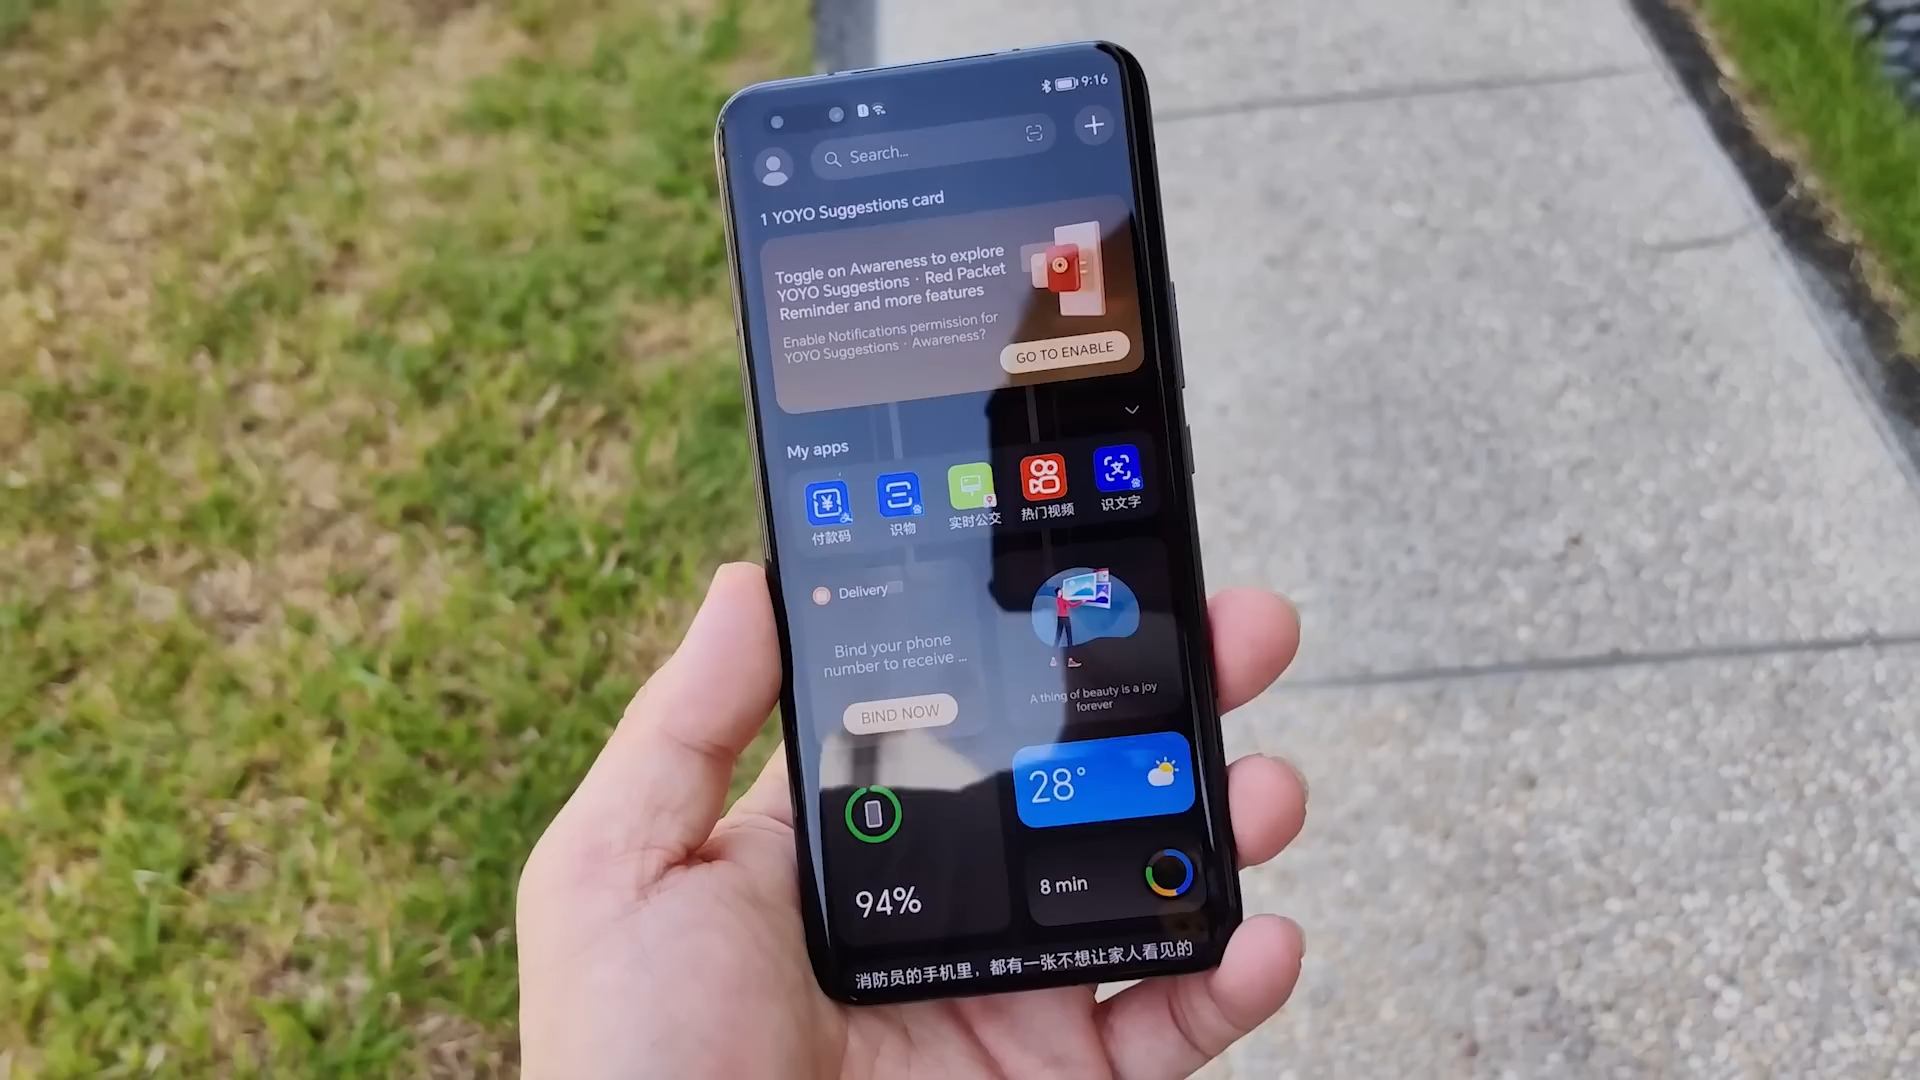 9:16
Search...
1 YOYO Suggestions card
Toggle on Awareness to explore
YOYO Suggestions · Red Packet
Reminder and more features
Enable Notifications permission for
YOYO Suggestions · Awareness?
GO TO ENABLE
My apps
付款码
识物
实时公交
热门视频
识文字
Delivery
Bind your phone
number to receive ...
BIND NOW
A thing of beauty is a joy
forever
28°
94%
8 min
消防员的手机里，都有一张不想让家人看见的